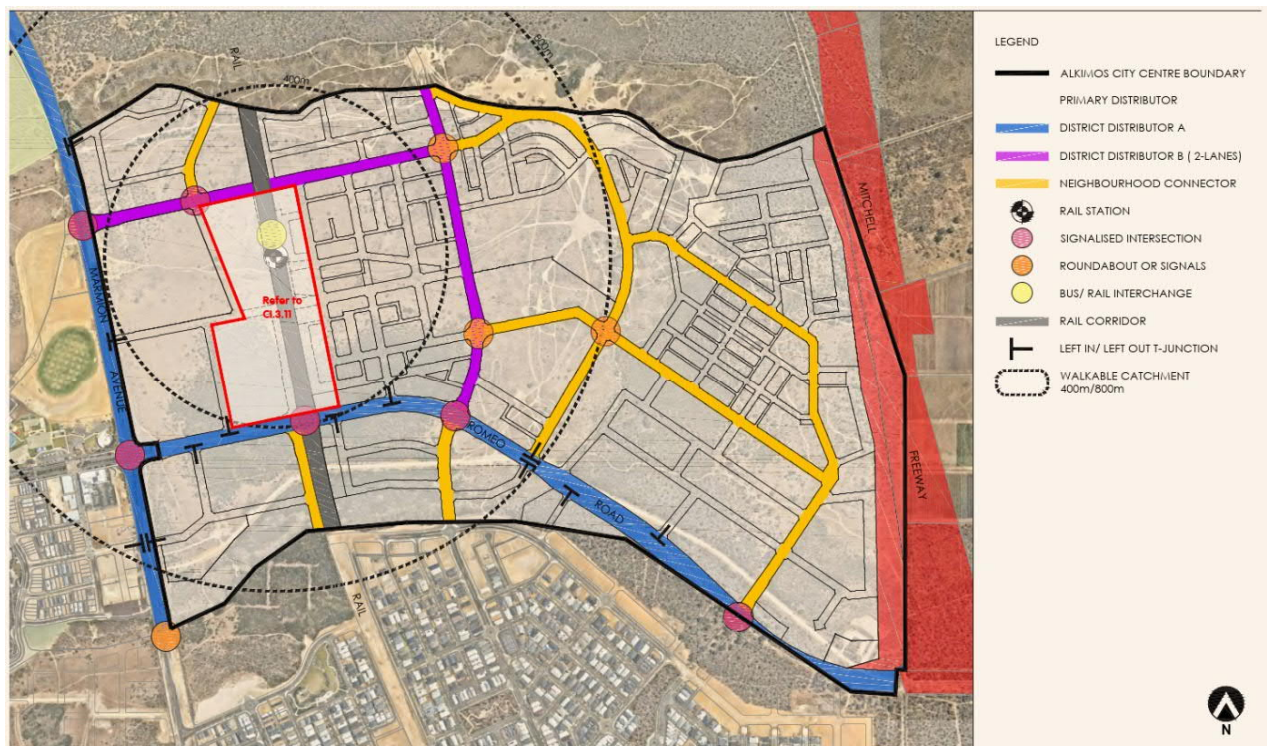 RAIL
400m
800m
MARMION
AVENUE
Refer to
Cl.3.11
ROMEO
ROAD
RAIL
MITCHELL
FREEWAY
LEGEND
ALKIMOS CITY CENTRE BOUNDARY
PRIMARY DISTRIBUTOR
DISTRICT DISTRIBUTOR A
DISTRICT DISTRIBUTOR B ( 2-LANES)
NEIGHBOURHOOD CONNECTOR
RAIL STATION
SIGNALISED INTERSECTION
ROUNDABOUT OR SIGNALS
BUS/ RAIL INTERCHANGE
RAIL CORRIDOR
LEFT IN/ LEFT OUT T-JUNCTION
WALKABLE CATCHMENT
400m/800m
N